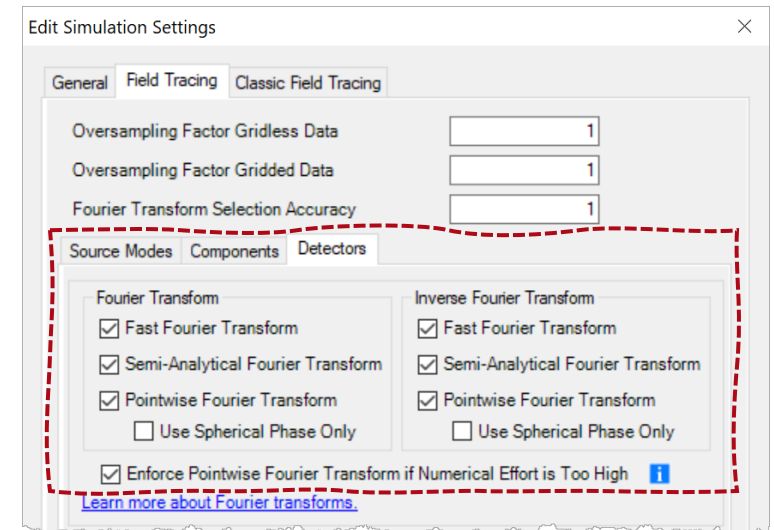 Edit Simulation Settings
General Field Tracing Classic Field Tracing
Oversampling Factor Gridless Data 1
Oversampling Factor Gridded Data 1
Fourier Transform Selection Accuracy 1
Source Modes Components Detectors
Fourier Transform Inverse Fourier Transform
Fast Fourier Transform Fast Fourier Transform
Semi-Analytical Fourier Transform Semi-Analytical Fourier Transform
Pointwise Fourier Transform Pointwise Fourier Transform
Use Spherical Phase Only Use Spherical Phase Only
Enforce Pointwise Fourier Transform if Numerical Effort is Too High i
Learn more about Fourier transforms.